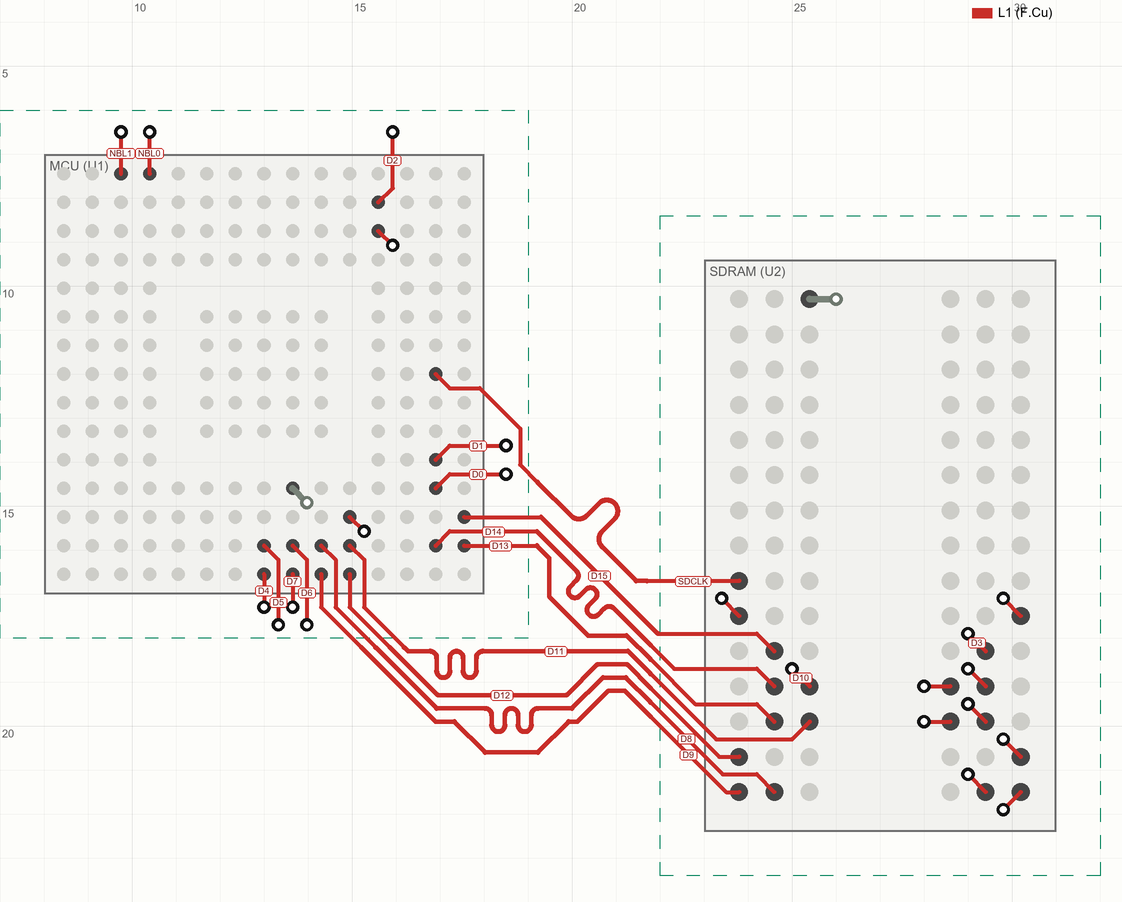 10 15 20 25 30
L1 (F.Cu)
5
NBL1 NBL0
D2
MCU (U1)
SDRAM (U2)
10
D1
D0
15
D14
D13
D15
D7
SDCLK
D4
D6
D5
D3
D11
D10
D12
20
D8
D9